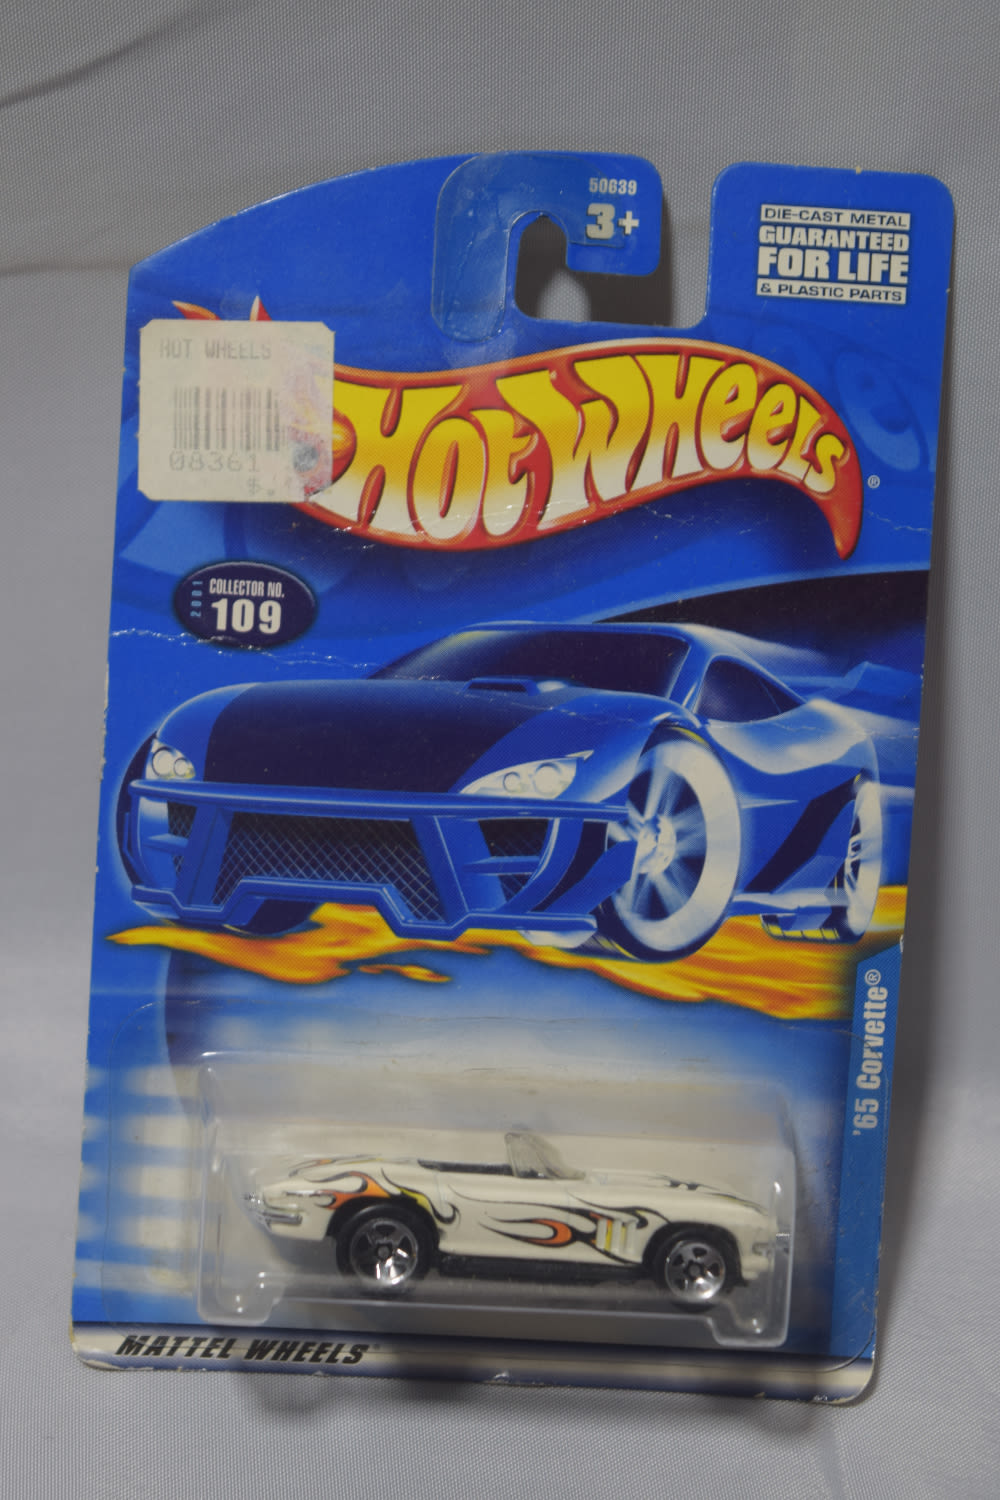 50639
3+
DIE-CAST METAL
GUARANTEED
FOR LIFE
& PLASTIC PARTS
HOT WHEELS
08361
HOT WHEELS®
2001
COLLECTOR NO.
109
'65 Corvette®
MATTEL WHEELS